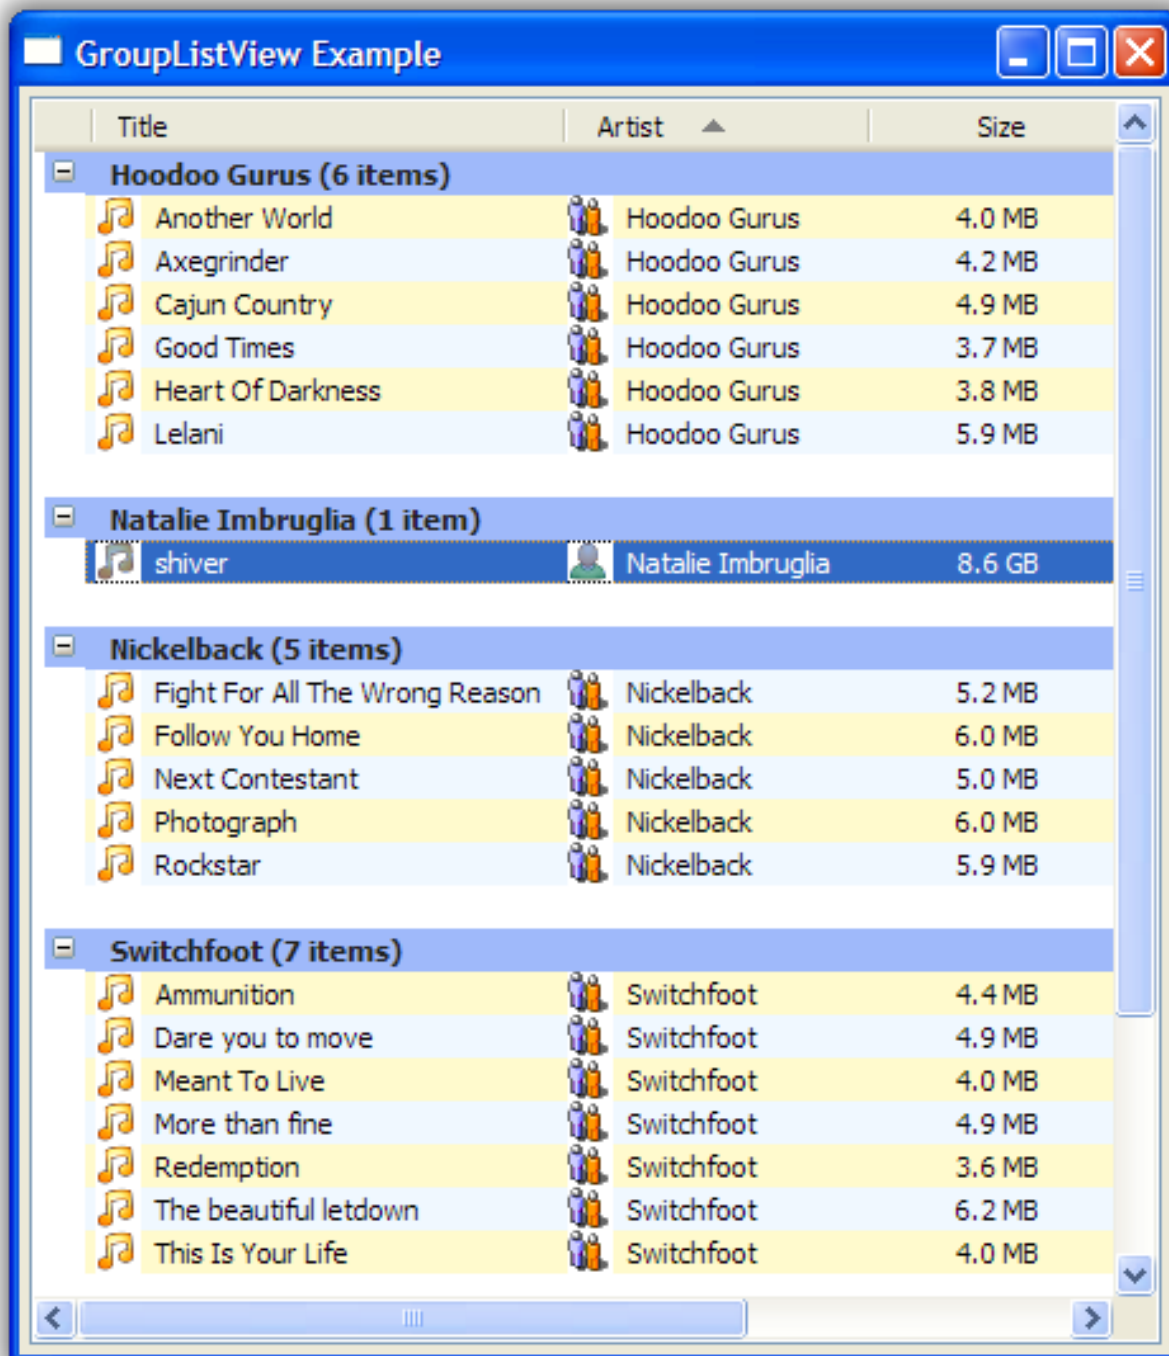 GroupListView Example
Title Artist Size
Hoodoo Gurus (6 items)
Another World Hoodoo Gurus 4.0 MB
Axegrinder Hoodoo Gurus 4.2 MB
Cajun Country Hoodoo Gurus 4.9 MB
Good Times Hoodoo Gurus 3.7 MB
Heart Of Darkness Hoodoo Gurus 3.8 MB
Lelani Hoodoo Gurus 5.9 MB
Natalie Imbruglia (1 item)
shiver Natalie Imbruglia 8.6 GB
Nickelback (5 items)
Fight For All The Wrong Reason Nickelback 5.2 MB
Follow You Home Nickelback 6.0 MB
Next Contestant Nickelback 5.0 MB
Photograph Nickelback 6.0 MB
Rockstar Nickelback 5.9 MB
Switchfoot (7 items)
Ammunition Switchfoot 4.4 MB
Dare you to move Switchfoot 4.9 MB
Meant To Live Switchfoot 4.0 MB
More than fine Switchfoot 4.9 MB
Redemption Switchfoot 3.6 MB
The beautiful letdown Switchfoot 6.2 MB
This Is Your Life Switchfoot 4.0 MB